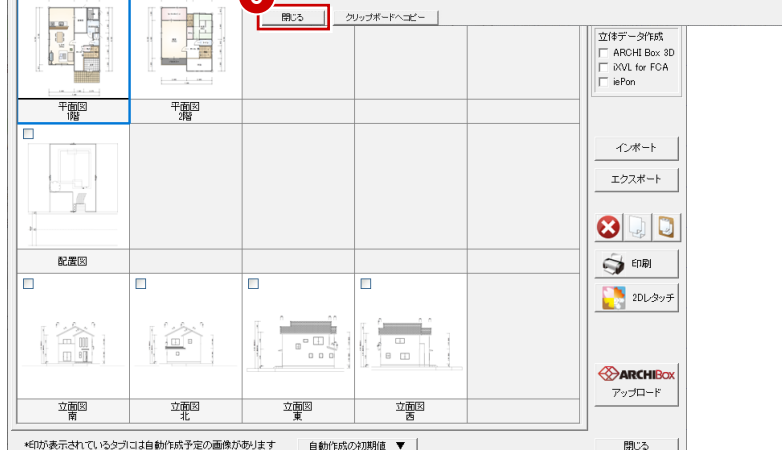 閉じる
クリップボードへコピー
立体データ作成
ARCHI Box 3D
iXVL for FCA
iePon
平面図
1階
平面図
2階
インポート
エクスポート
配置図
印刷
2Dレタッチ
立面図
南
立面図
北
立面図
東
立面図
西
ARCHIBox
アップロード
*印が表示されているタブには自動作成予定の画像があります
自動作成の初期値 ▼
閉じる